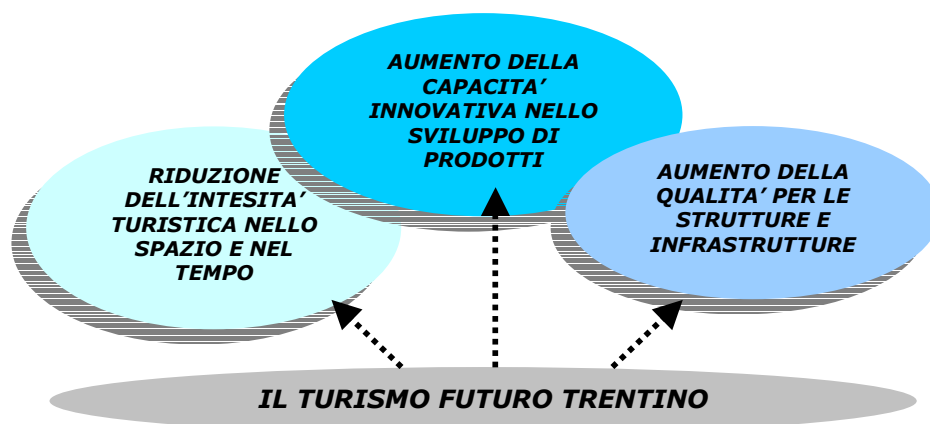 AUMENTO DELLA
CAPACITA’
INNOVATIVA NELLO
SVILUPPO DI
PRODOTTI
RIDUZIONE
DELL’INTESITA’
TURISTICA NELLO
SPAZIO E NEL
TEMPO
AUMENTO DELLA
QUALITA’ PER LE
STRUTTURE E
INFRASTRUTTURE
IL TURISMO FUTURO TRENTINO